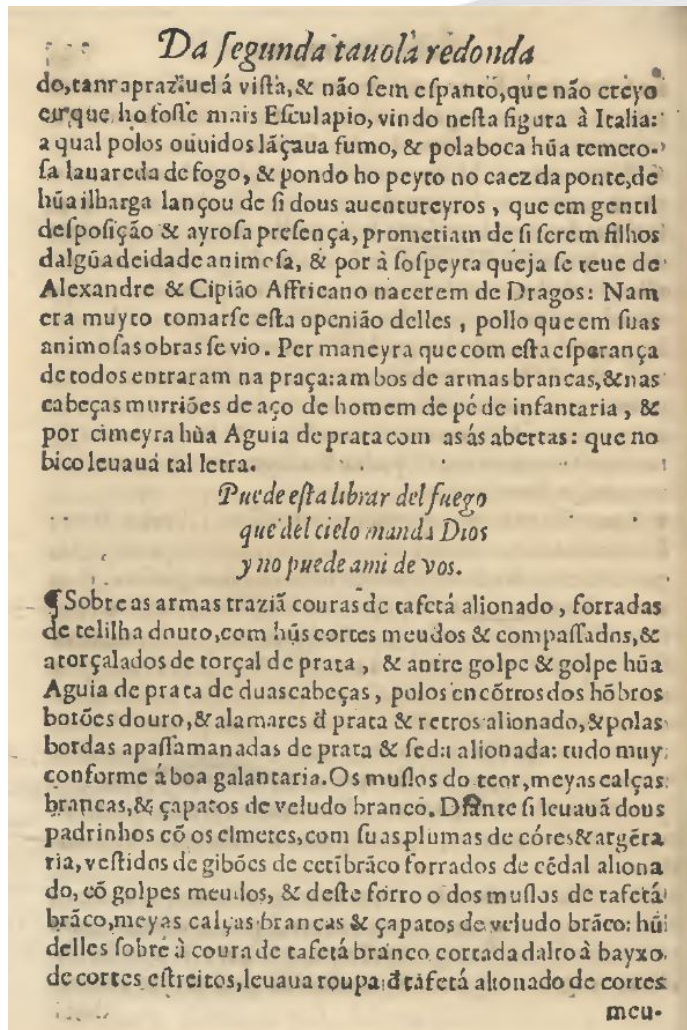 Da ſegunda tauola redonda
do, tam aprazíuel á viſta, & não ſem eſpanto, que não creyo
eu que ho foſſe mais Eſculapio, vindo neſta figura à Italia:
a qual polos ouuidos lãçaua fumo, & pola boca hũa temero-
ſa lauareda de fogo, & pondo ho peyto no caez da ponte, de
hũa ilharga lançou de ſi dous auentureyros, que em gentil
deſpoſição & ayroſa preſença, prometiam de ſi ſerem filhos
dalgũa deidade animoſa, & por à ſoſpeyta que ja ſe teue de
Alexandre & Cipião Affricano nacerem de Dragos: Nam
era muyto tomarſe eſta openião delles, pollo que em ſuas
animoſas obras ſe vio. Per maneyra que com eſta eſperança
de todos entraram na praça: ambos de armas brancas, & nas
cabeças murriões de aço de homem de pé de infantaria, &
por cimeyra hũa Aguia de prata com asás abertas: que no
bico leuauá tal letra.
Puede eſta librar del fuego
que del cielo manda Dios
y no puede ami de vos.
¶ Sobre as armas traziã couras de tafetá alionado, forradas
de telilha douro, com hũs cortes meudos & compaſſados, &
atorçalados de torçal de prata, & antre golpe & golpe hũa
Aguia de prata de duas cabeças, polos encõtros dos hõbros
botões douro, & alamares đ prata & retros alionado, & polas
bordas apaſſamanadas de prata & ſeda alionada: tudo muy
conforme á boa galantaria. Os muſlos do teor, meyas calças
brancas, & çapatos de veludo branco. Diante ſi leuauã dous
padrinhos cõ os elmetes, com ſuas plumas de córes & argẽta
ria, veſtidos de gibões de cetĩ brãco forrados de cẽdal aliona
do, cõ golpes meudos, & deſte forro o dos muſlos de tafetá
brãco, meyas calças brancas & çapatos de veludo brãco: hũ
delles ſobre à coura de tafetá branco cortada dalto à bayxo
de cortes eſtreitos, leuaua roupa đ tafetá alionado de cortes
meu-